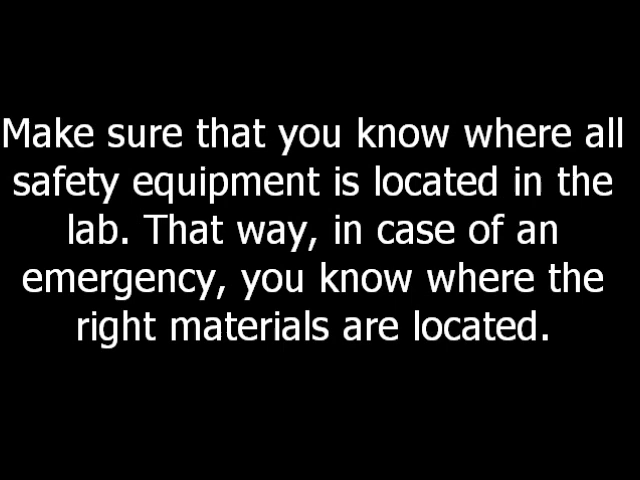 Make sure that you know where all
safety equipment is located in the
lab. That way, in case of an
emergency, you know where the
right materials are located.